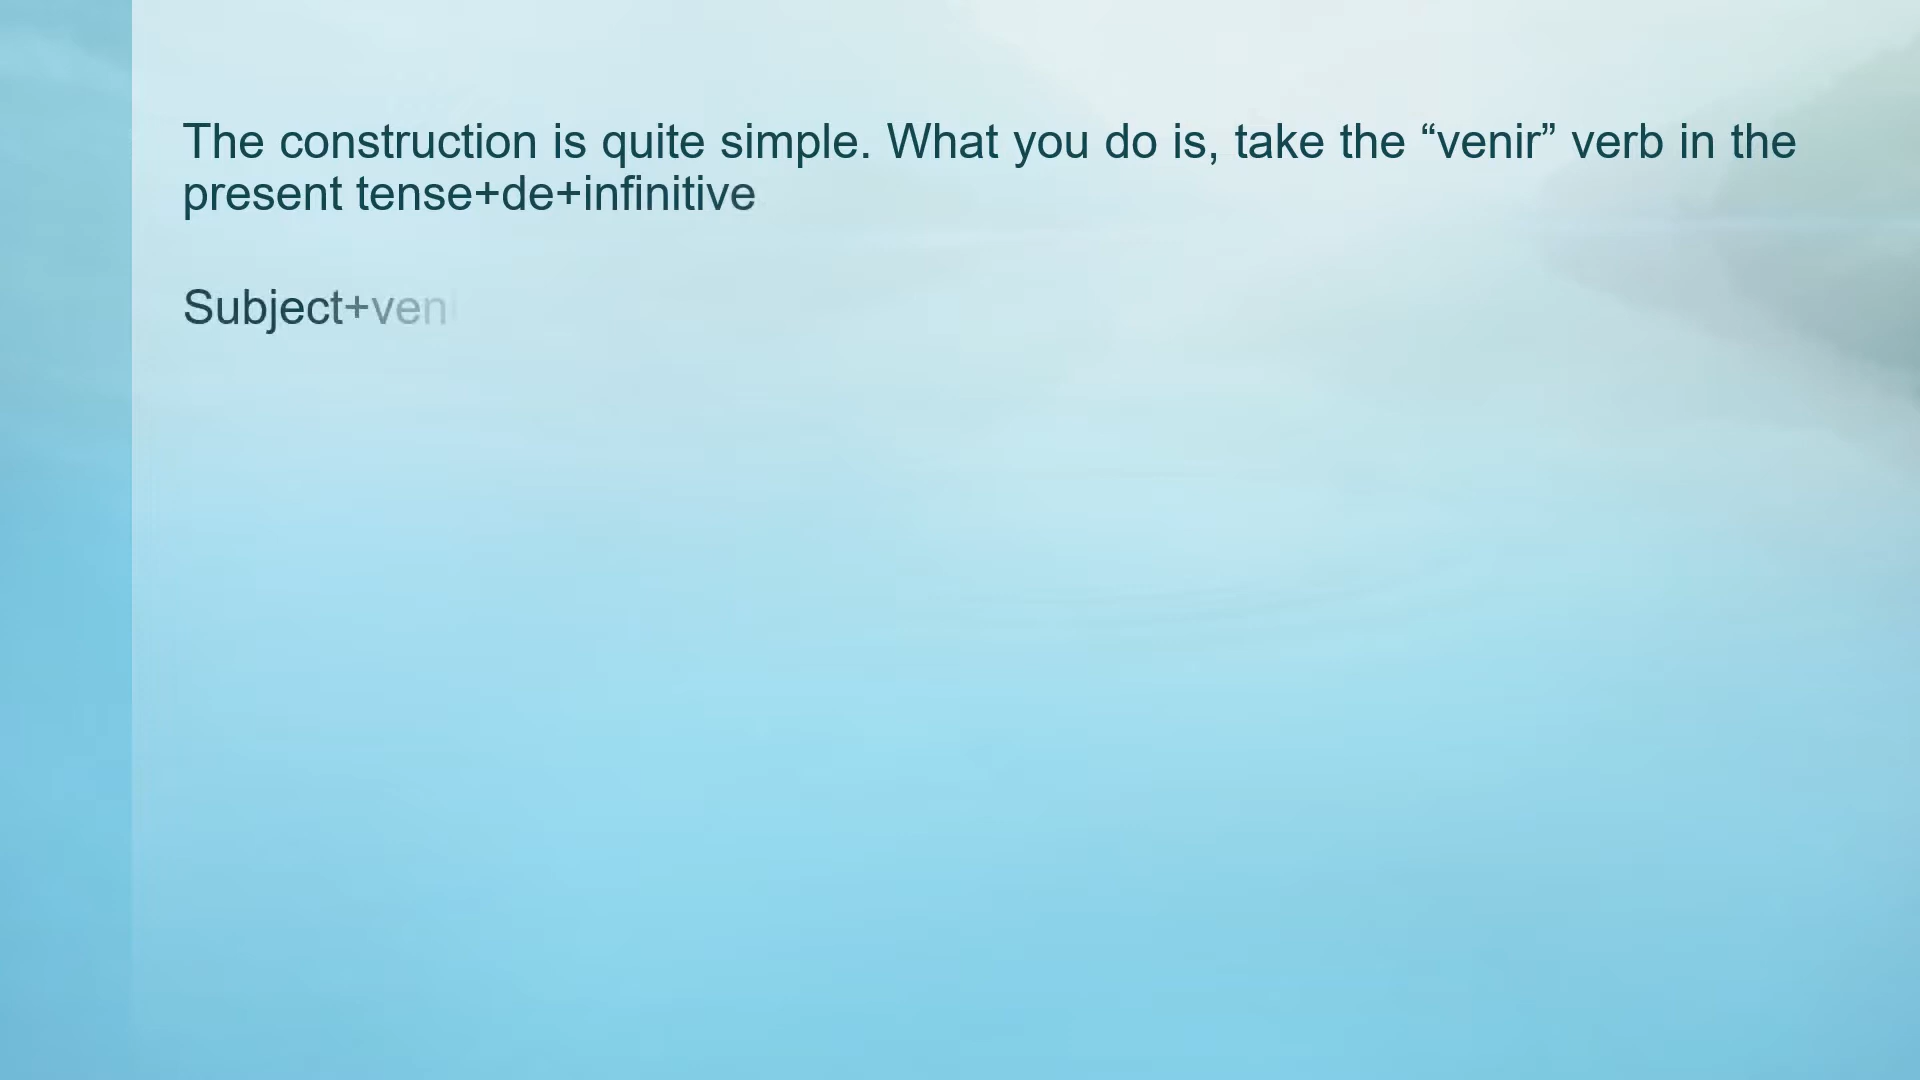 The construction is quite simple. What you do is, take the “venir” verb in the
present tense+de+infinitive
Subject+ven